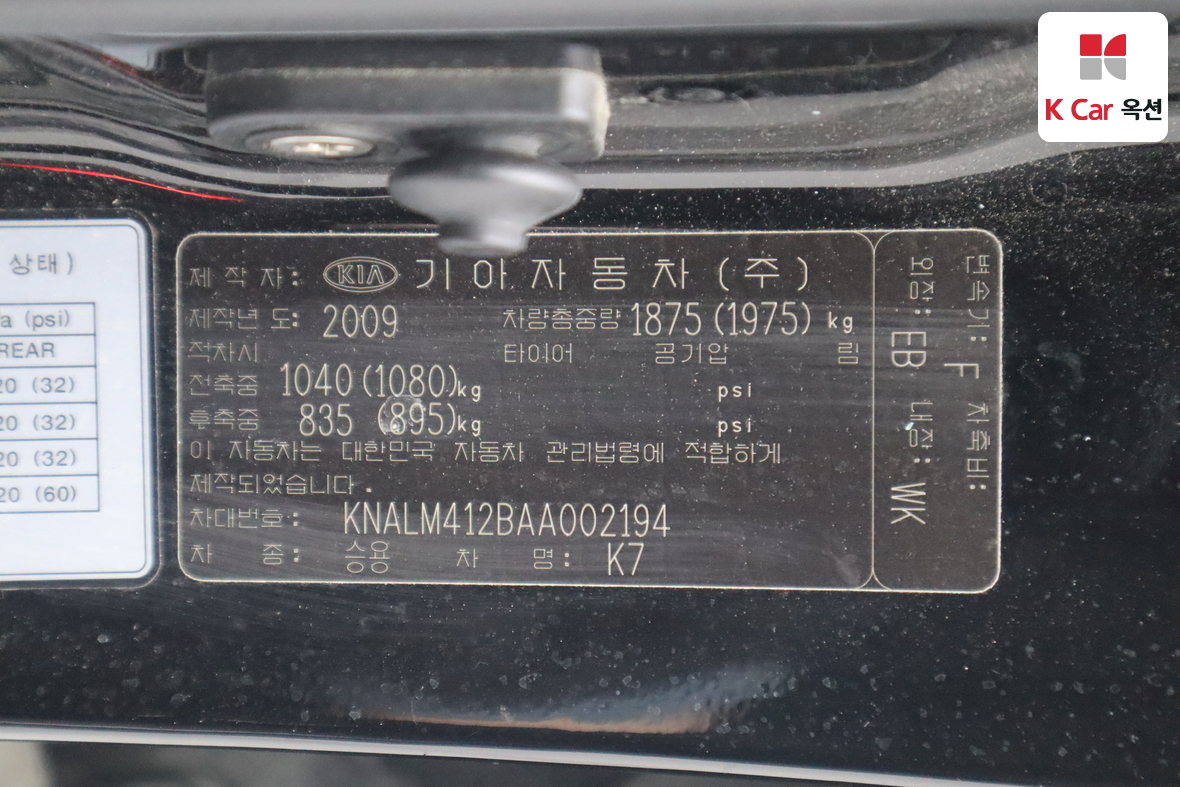 K Car 옥션
상태)
a (psi)
REAR
20 (32)
20 (32)
20 (32)
20 (60)
제작자: KIA 기아자동차(주)
제작년도: 2009 차량총중량 1875 (1975) kg
적차시 타이어 공기압 림
전축중 1040 (1080)kg psi
후축중 835 (895)kg psi
이 자동차는 대한민국 자동차 관리법령에 적합하게
제작되었습니다.
차대번호: KNALM412BAA002194
차 종: 승용 차 명: K7
변속기: F 차축비:
외장: EB 내장: WK